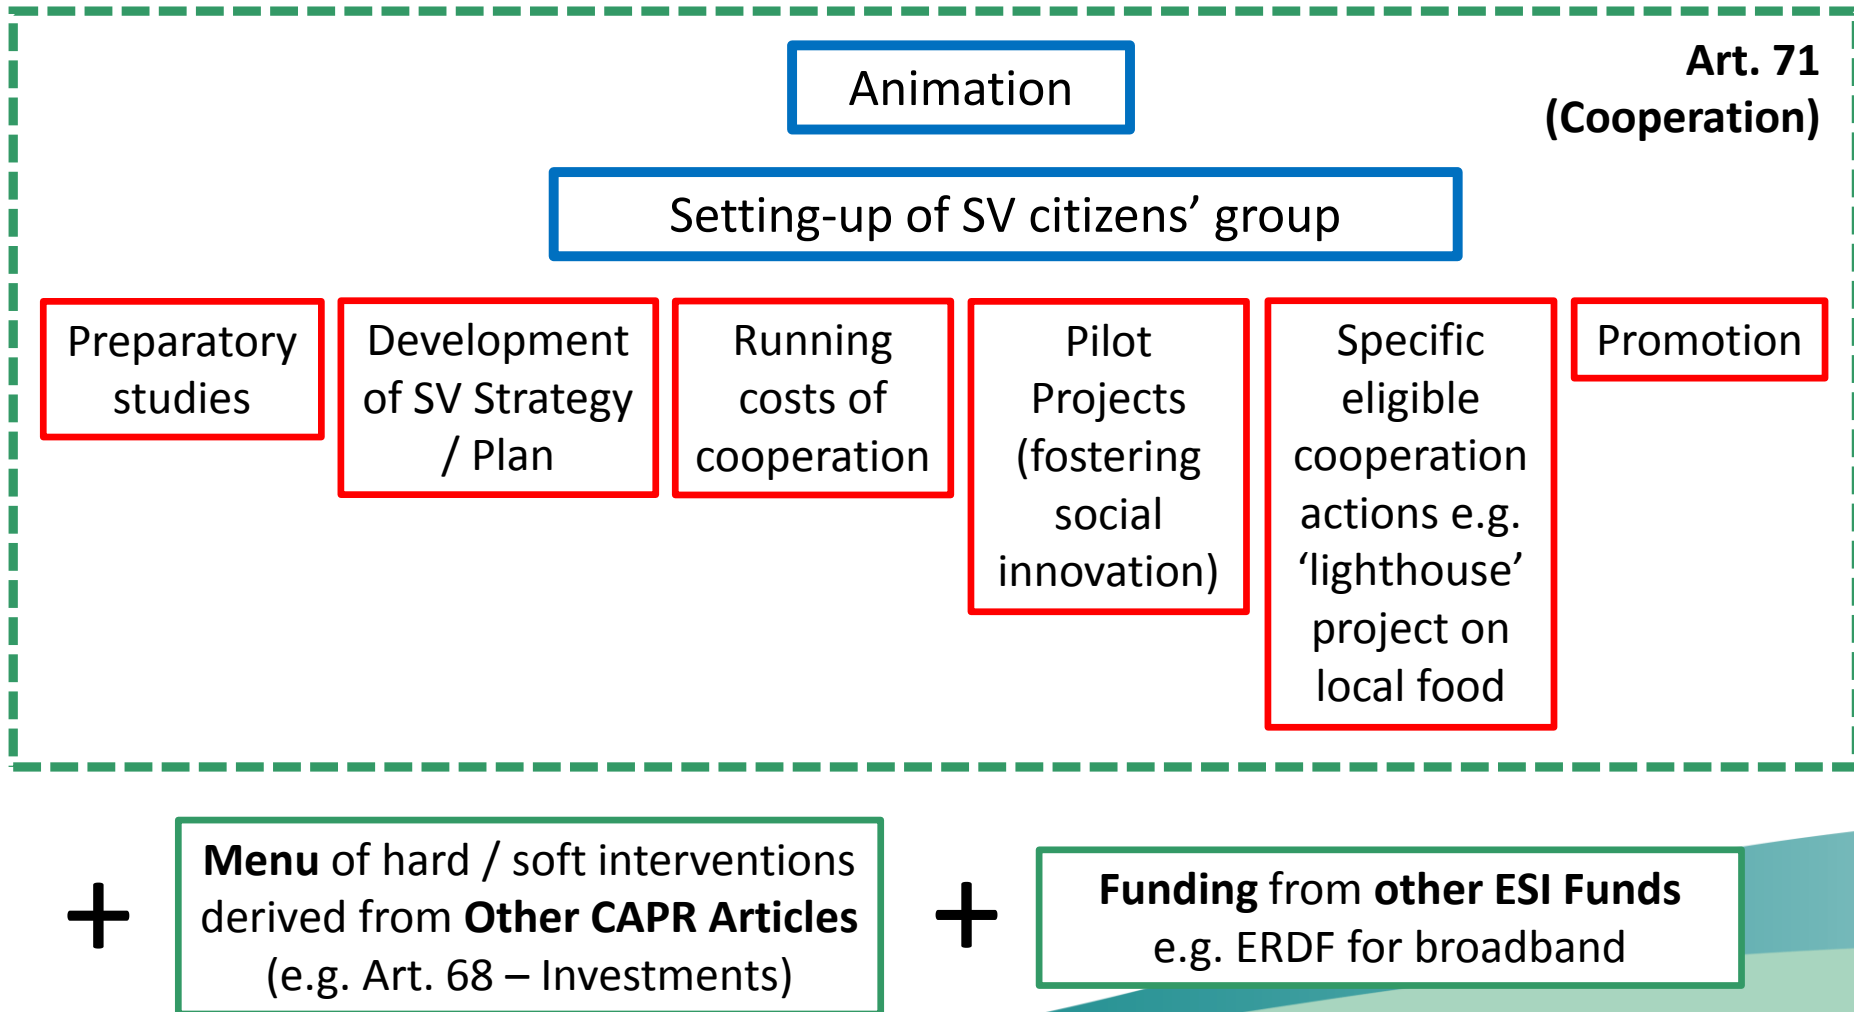 Art. 71
(Cooperation)
Animation
Setting-up of SV citizens’ group
Preparatory
studies
Development
of SV Strategy
/ Plan
Running
costs of
cooperation
Pilot
Projects
(fostering
social
innovation)
Specific
eligible
cooperation
actions e.g.
‘lighthouse’
project on
local food
Promotion
+
Menu of hard / soft interventions
derived from Other CAPR Articles
(e.g. Art. 68 – Investments)
+
Funding from other ESI Funds
e.g. ERDF for broadband